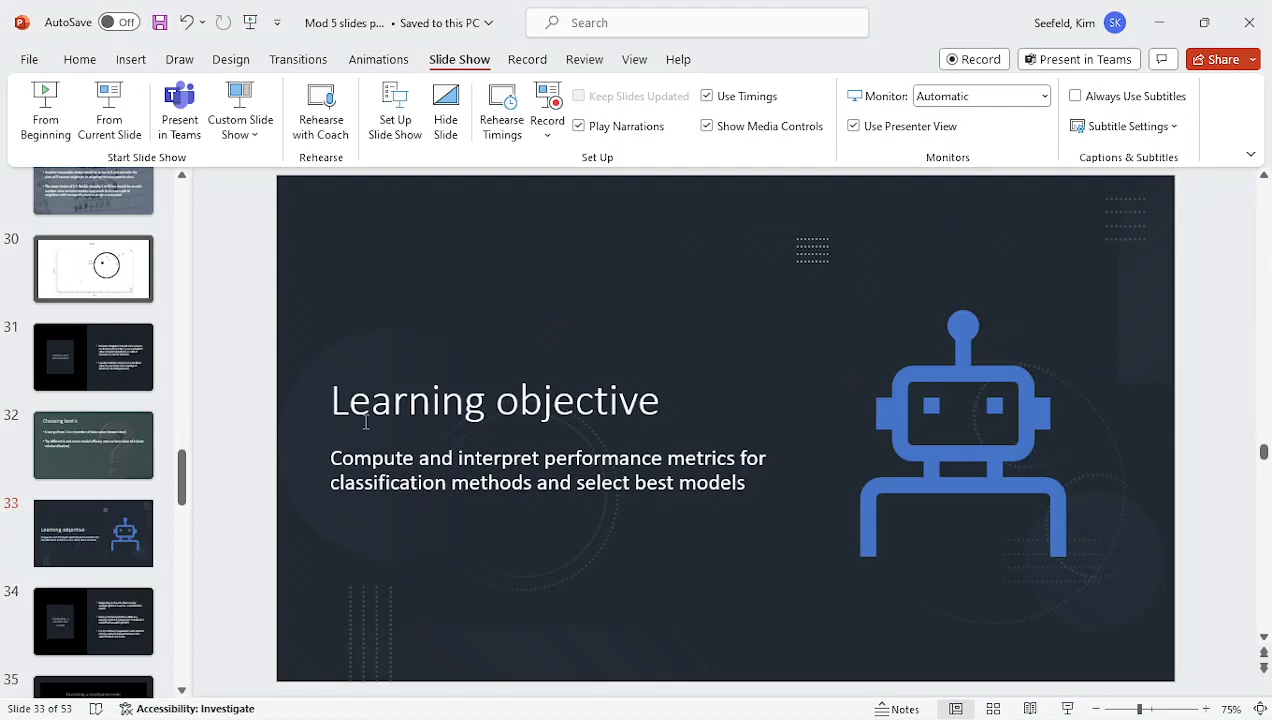 AutoSave Off Mod 5 slides p... • Saved to this PC Search Seefeld, Kim SK
File Home Insert Draw Design Transitions Animations Slide Show Record Review View Help Record Present in Teams Share
From Beginning
From Current Slide
Present in Teams
Custom Slide Show
Start Slide Show
Rehearse with Coach
Rehearse
Set Up Slide Show
Hide Slide
Rehearse Timings
Record
Keep Slides Updated
Play Narrations
Use Timings
Show Media Controls
Set Up
Monitor: Automatic
Use Presenter View
Monitors
Always Use Subtitles
Subtitle Settings
Captions & Subtitles
30
31
32
Choosing best k
33
Learning objective
34
35
Learning objective
Compute and interpret performance metrics for
classification methods and select best models
Slide 33 of 53 Accessibility: Investigate Notes 75%